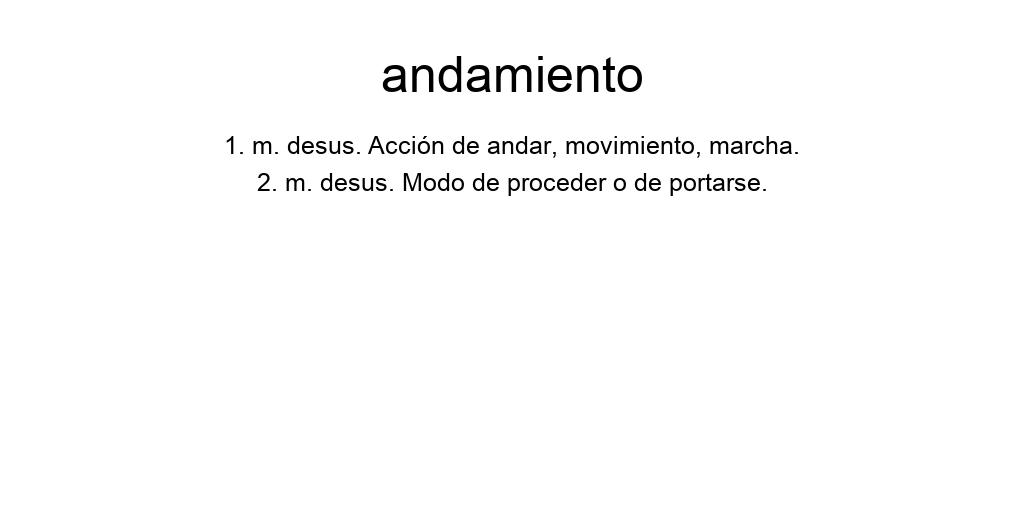 andamiento
1. m. desus. Acción de andar, movimiento, marcha.
2. m. desus. Modo de proceder o de portarse.